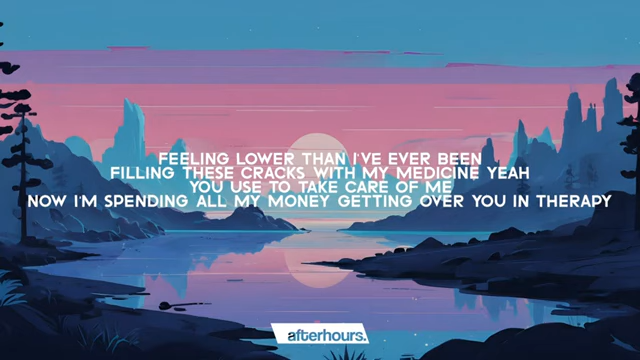 FEELING LOWER THAN I'VE EVER BEEN
FILLING THESE CRACKS WITH MY MEDICINE YEAH
YOU USE TO TAKE CARE OF ME
NOW I'M SPENDING ALL MY MONEY GETTING OVER YOU IN THERAPY
afterhours.